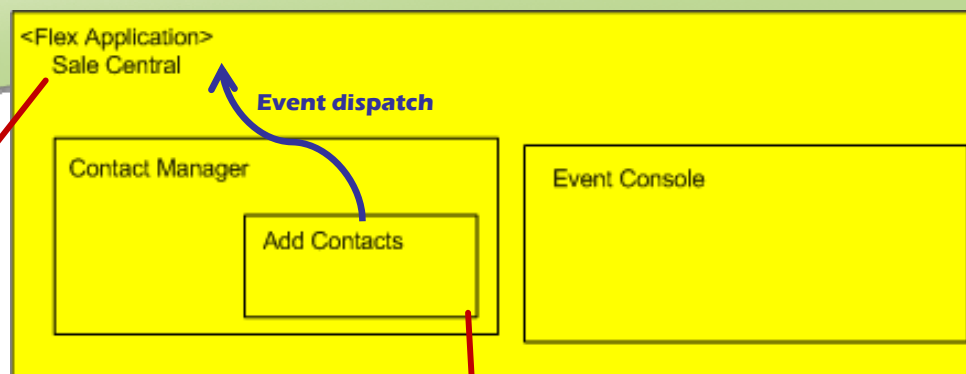 <Flex Application>
Sale Central
Event dispatch
Contact Manager
Event Console
Add Contacts